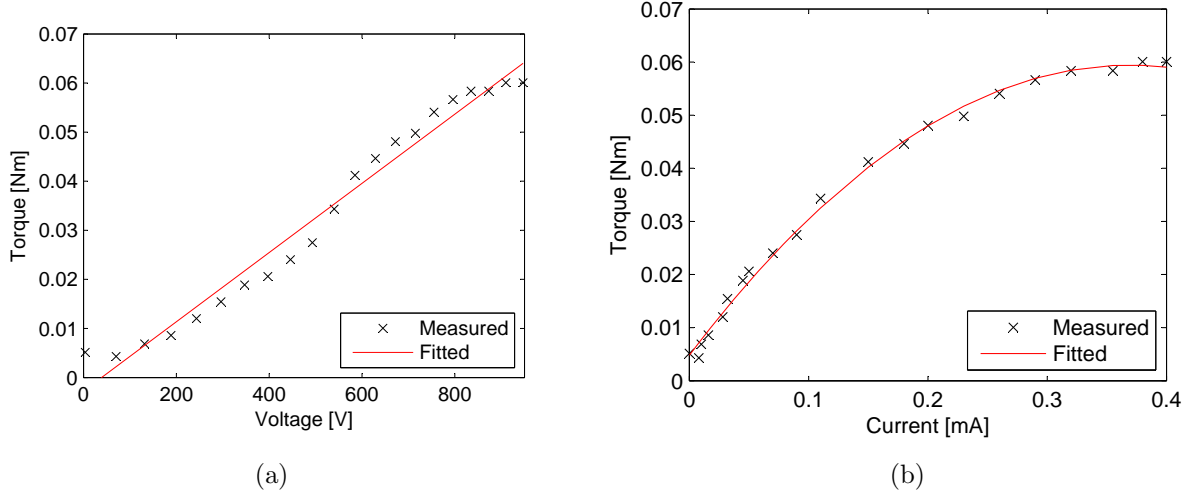 0.07
0.06
0.05
0.04
0.03
0.02
0.01
0
Torque [Nm]
0 200 400 600 800
Voltage [V]
Measured
Fitted
(a)
0.07
0.06
0.05
0.04
0.03
0.02
0.01
0
Torque [Nm]
0 0.1 0.2 0.3 0.4
Current [mA]
Measured
Fitted
(b)